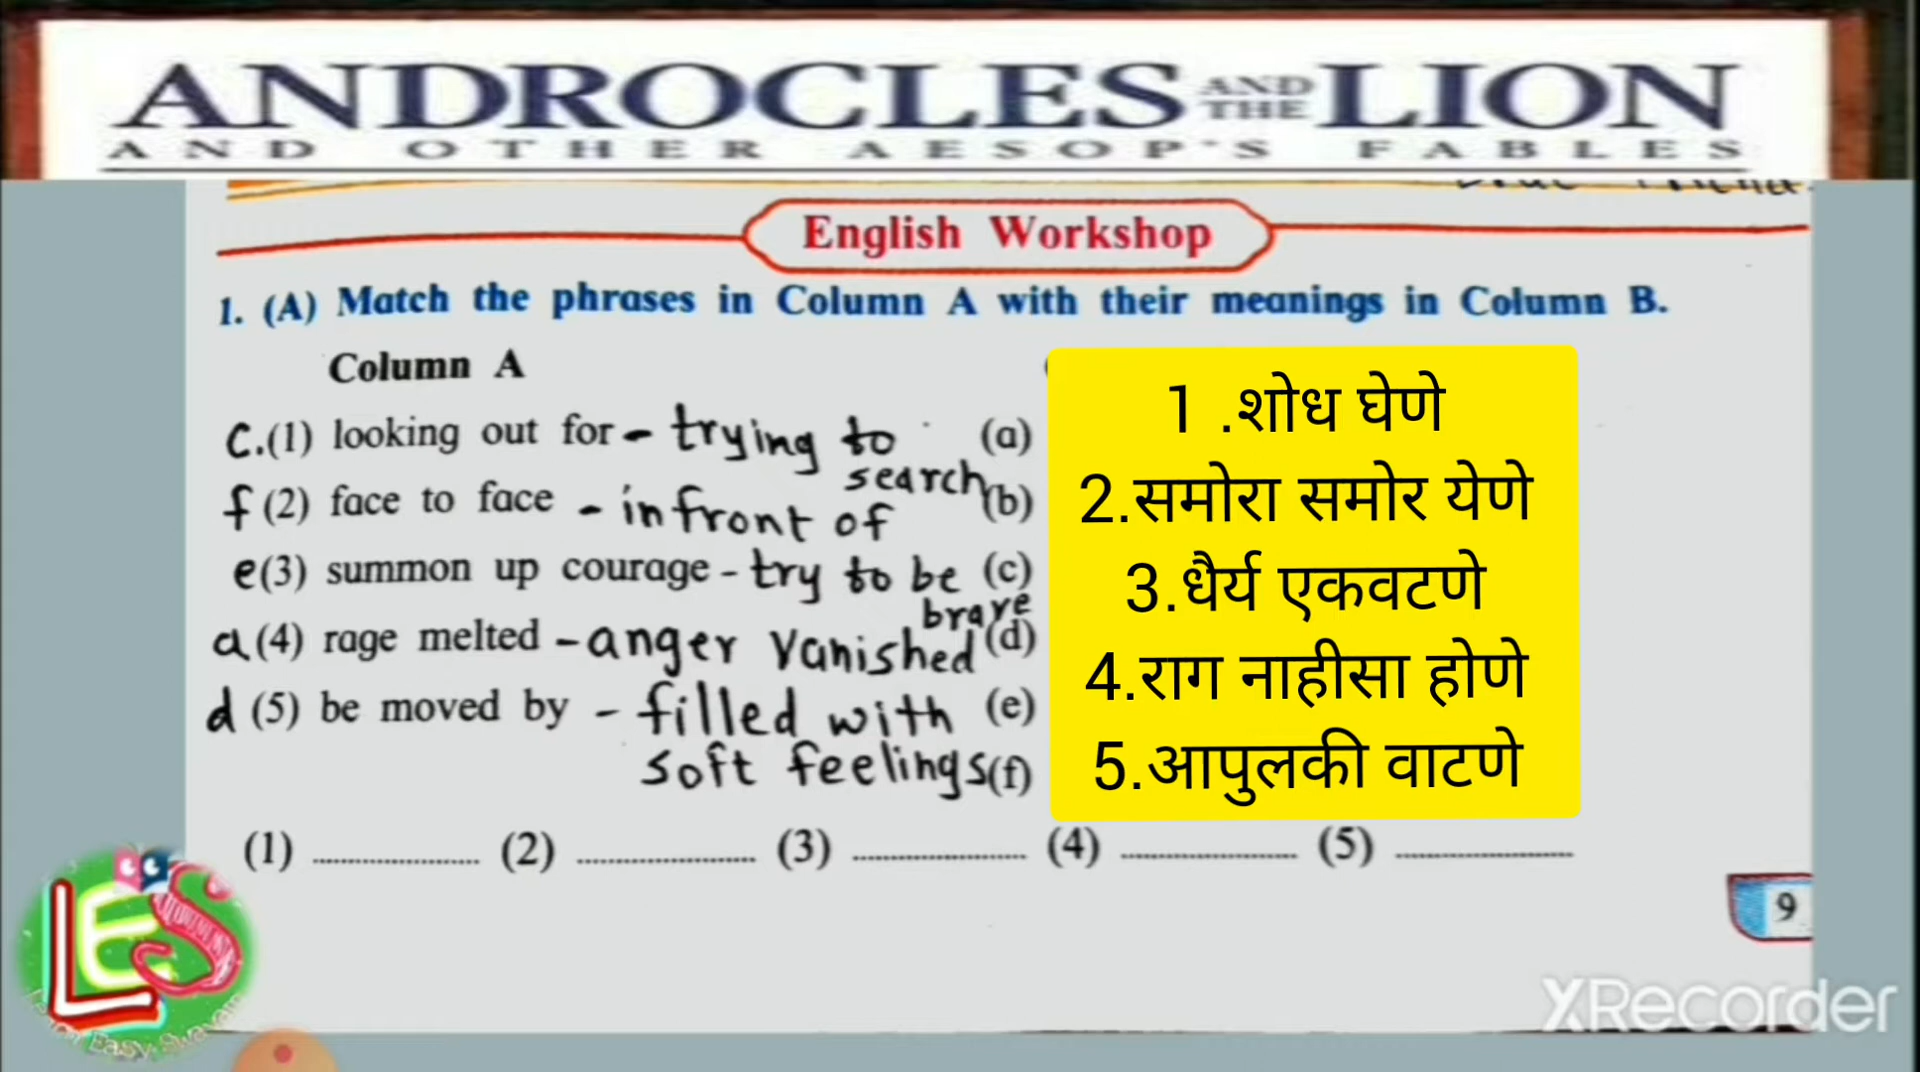 ANDROCLES AND THE LION
AND OTHER AESOP'S FABLES
English Workshop
1. (A) Match the phrases in Column A with their meanings in Column B.
Column A
C.(1) looking out for - trying to search (a)
f (2) face to face - infront of (b)
e (3) summon up courage - try to be brave (c)
a (4) rage melted - anger vanished (d)
d (5) be moved by - filled with soft feelings (e)
(f)
1 .शोध घेणे
2.समोरा समोर येणे
3.धैर्य एकवटणे
4.राग नाहीसा होणे
5.आपुलकी वाटणे
(1) .......... (2) .......... (3) .......... (4) .......... (5) ..........
9
LES
XRecorder